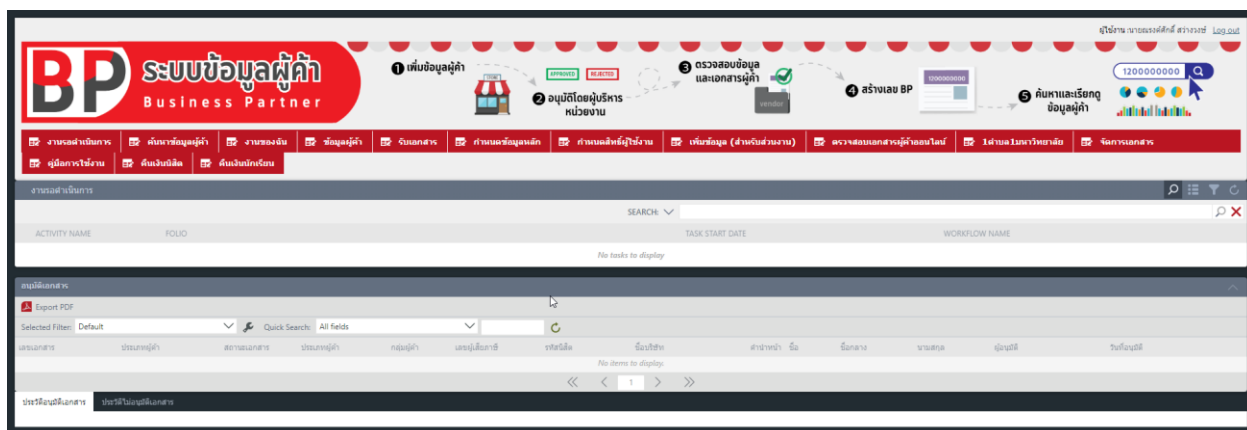 ผู้ใช้งาน :นายณรงค์ศักดิ์ สว่างวงษ์ Log out
BP ระบบข้อมูลผู้ค้า
Business Partner
1 เพิ่มข้อมูลผู้ค้า
STORE
APPROVED REJECTED
2 อนุมัติโดยผู้บริหาร
หน่วยงาน
3 ตรวจสอบข้อมูล
และเอกสารผู้ค้า
vendor
4 สร้างเลข BP
1200000000
5 ค้นหาและเรียกดู
ข้อมูลผู้ค้า
1200000000
งานรอดำเนินการ ค้นหาข้อมูลผู้ค้า งานของฉัน ข้อมูลผู้ค้า รับเอกสาร กำหนดข้อมูลหลัก กำหนดสิทธิ์ผู้ใช้งาน เพิ่มข้อมูล (สำหรับส่วนงาน) ตรวจสอบเอกสารผู้ค้าออนไลน์ 1ตำบล1มหาวิทยาลัย จัดการเอกสาร
คู่มือการใช้งาน คืนเงินนิสิต คืนเงินนักเรียน
งานรอดำเนินการ
SEARCH:
ACTIVITY NAME FOLIO TASK START DATE WORKFLOW NAME
No tasks to display
อนุมัติเอกสาร
Export PDF
Selected Filter: Default Quick Search: All fields
เลขเอกสาร ประเภทผู้ค้า สถานะเอกสาร ประเภทผู้ค้า กลุ่มผู้ค้า เลขผู้เสียภาษี รหัสนิสิต ชื่อบริษัท คำนำหน้า ชื่อ ชื่อกลาง นามสกุล ผู้อนุมัติ วันที่อนุมัติ
No items to display.
1
ประวัติอนุมัติเอกสาร ประวัติไม่อนุมัติเอกสาร